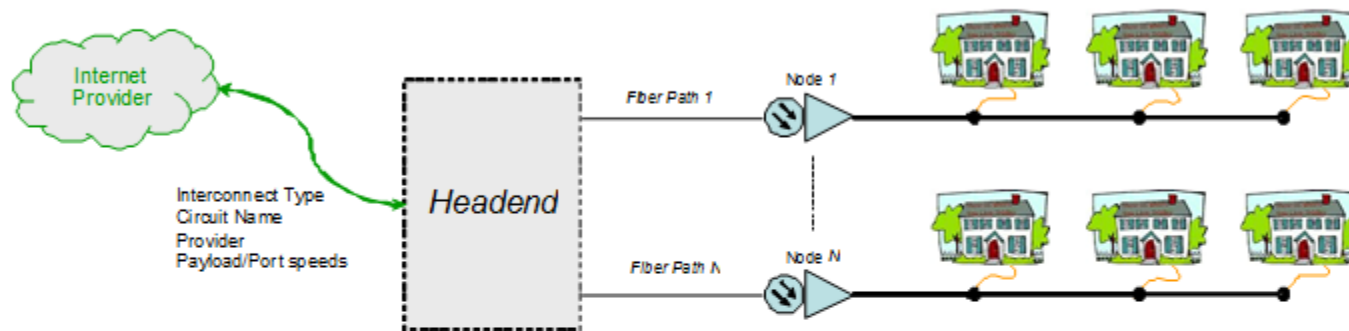 Internet
Provider
Interconnect Type
Circuit Name
Provider
Payload/Port speeds
Headend
Fiber Path 1
Node 1
Fiber Path N
Node N